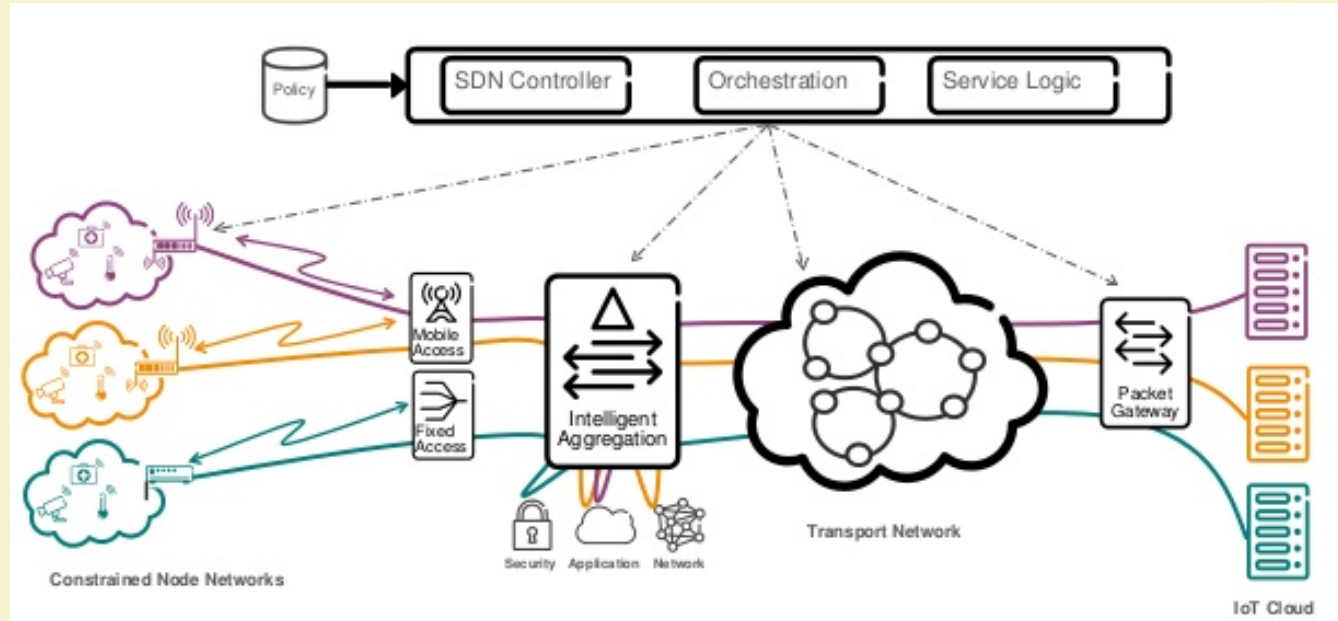 Policy
SDN Controller
Orchestration
Service Logic
Mobile
Access
Fixed
Access
Intelligent
Aggregation
Packet
Gateway
Security
Application
Network
Transport Network
Constrained Node Networks
IoT Cloud